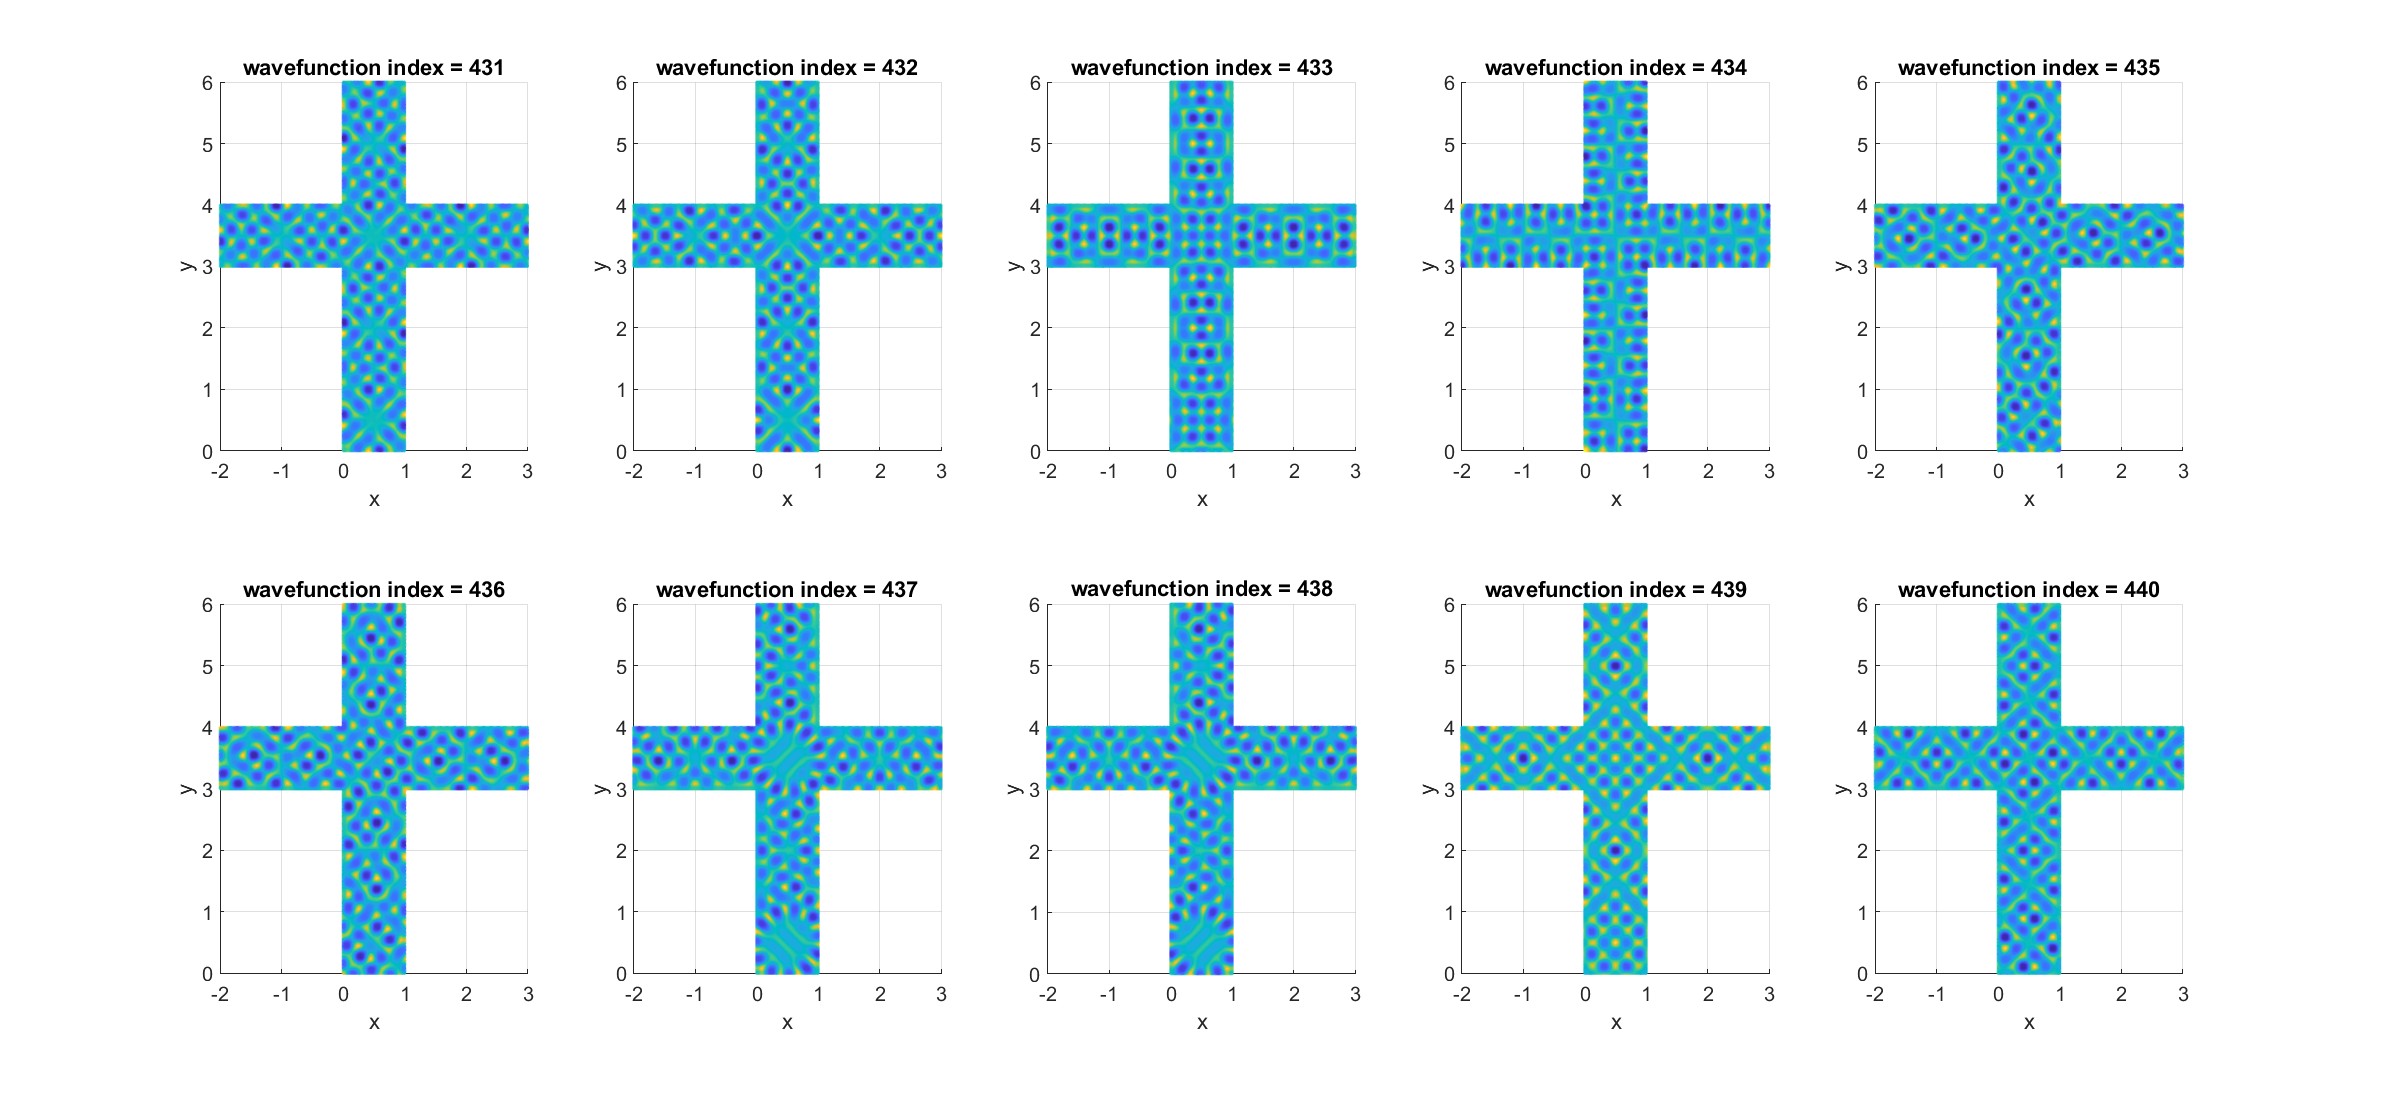 wavefunction index = 431
6
5
4
3
2
1
0
y
-2 -1 0 1 2 3
x
wavefunction index = 432
6
5
4
3
2
1
0
y
-2 -1 0 1 2 3
x
wavefunction index = 433
6
5
4
3
2
1
0
y
-2 -1 0 1 2 3
x
wavefunction index = 434
6
5
4
3
2
1
0
y
-2 -1 0 1 2 3
x
wavefunction index = 435
6
5
4
3
2
1
0
y
-2 -1 0 1 2 3
x
wavefunction index = 436
6
5
4
3
2
1
0
y
-2 -1 0 1 2 3
x
wavefunction index = 437
6
5
4
3
2
1
0
y
-2 -1 0 1 2 3
x
wavefunction index = 438
6
5
4
3
2
1
0
y
-2 -1 0 1 2 3
x
wavefunction index = 439
6
5
4
3
2
1
0
y
-2 -1 0 1 2 3
x
wavefunction index = 440
6
5
4
3
2
1
0
y
-2 -1 0 1 2 3
x